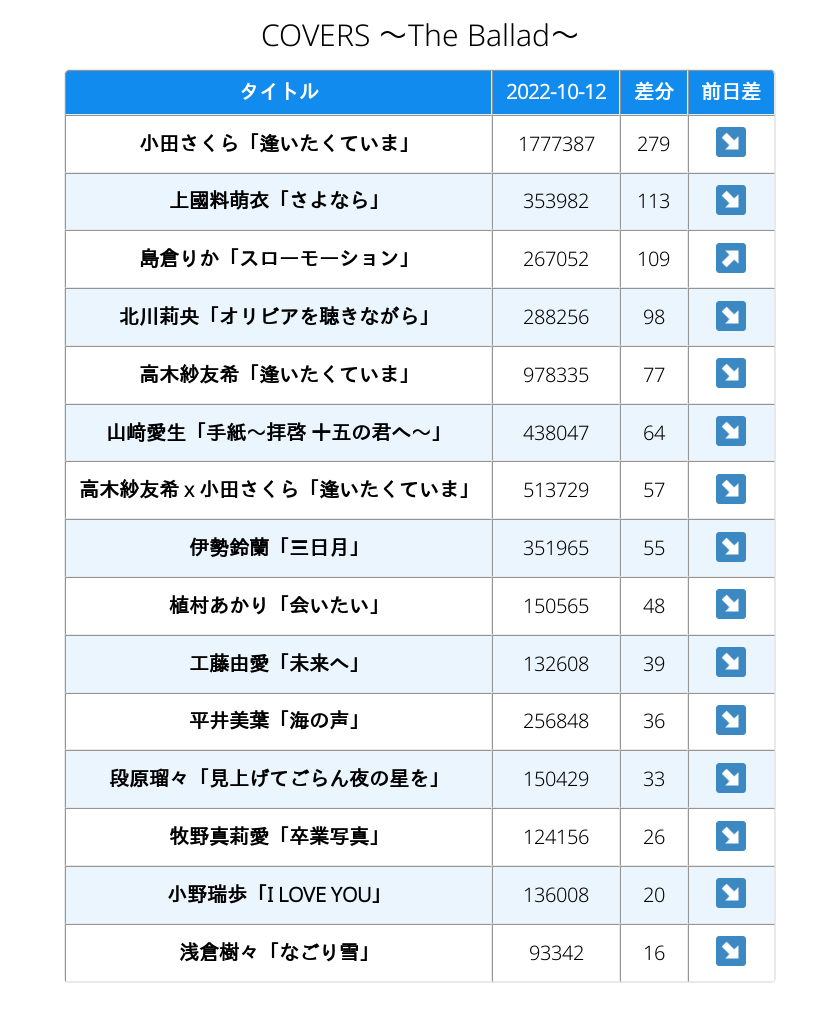 COVERS 〜The Ballad〜
タイトル 2022-10-12 差分 前日差
小田さくら「逢いたくていま」 1777387 279 ↘
上國料萌衣「さよなら」 353982 113 ↘
島倉りか「スローモーション」 267052 109 ↗
北川莉央「オリビアを聴きながら」 288256 98 ↘
高木紗友希「逢いたくていま」 978335 77 ↘
山﨑愛生「手紙〜拝啓 十五の君へ〜」 438047 64 ↘
高木紗友希 x 小田さくら「逢いたくていま」 513729 57 ↘
伊勢鈴蘭「三日月」 351965 55 ↘
植村あかり「会いたい」 150565 48 ↘
工藤由愛「未来へ」 132608 39 ↘
平井美葉「海の声」 256848 36 ↘
段原瑠々「見上げてごらん夜の星を」 150429 33 ↘
牧野真莉愛「卒業写真」 124156 26 ↘
小野瑞歩「I LOVE YOU」 136008 20 ↘
浅倉樹々「なごり雪」 93342 16 ↘